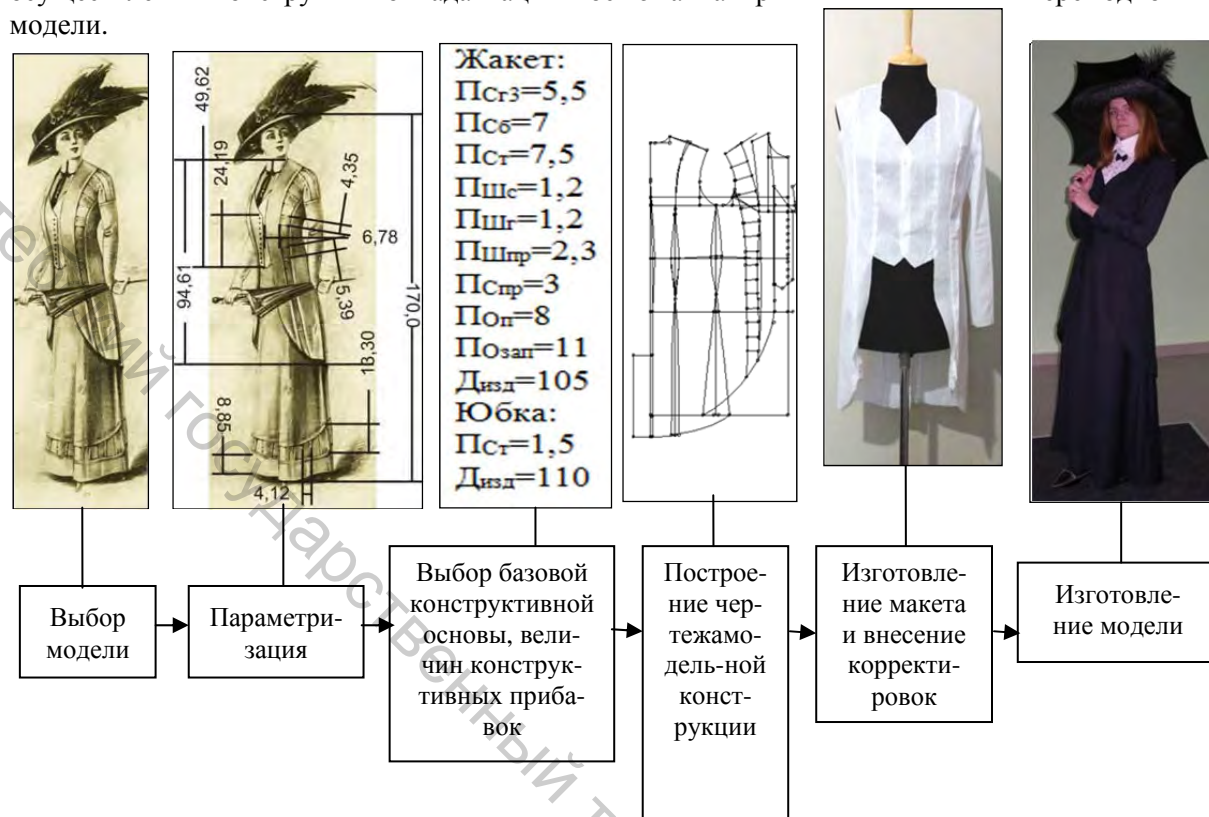 модели.
49,62
24,19
4,35
6,78
94,61
5,39
170,0
13,30
8,85
4,12
Жакет:
ПСг3=5,5
ПСб=7
ПСт=7,5
ПШс=1,2
ПШг=1,2
ПШпр=2,3
ПСпр=3
ПОп=8
ПОзап=11
Дизд=105
Юбка:
ПСт=1,5
Дизд=110
Выбор
модели
Параметри-
зация
Выбор базовой
конструктивной
основы, вели-
чин конструк-
тивных приба-
вок
Построе-
ние чер-
тежамо-
дель-ной
конст-
рукции
Изготовле-
ние макета
и внесение
корректи-
ровок
Изготовле-
ние модели
государственный